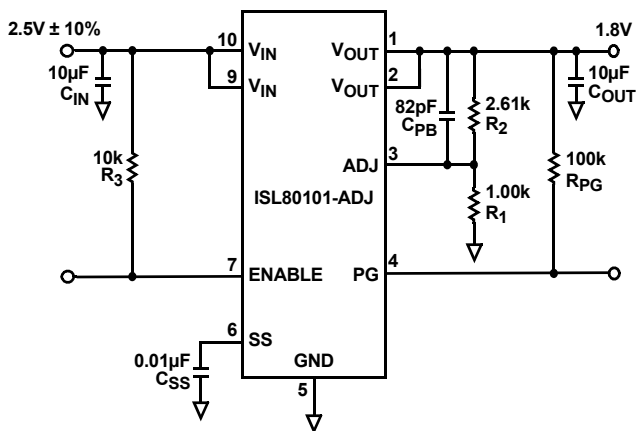 2.5V ± 10%
1.8V
10 VIN VOUT 1
10µF
CIN
9 VIN VOUT 2
10µF
COUT
82pF
CPB
2.61k
R2
10k
R3
ADJ 3
ISL80101-ADJ
1.00k
R1
100k
RPG
7 ENABLE PG 4
6 SS
0.01µF
CSS
GND
5